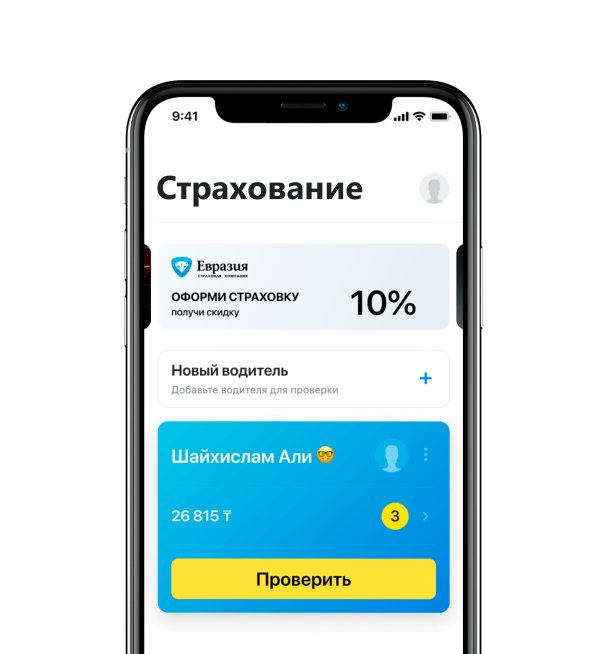 9:41
Страхование
Евразия
СТРАХОВАЯ КОМПАНИЯ
ОФОРМИ СТРАХОВКУ
получи скидку
10%
Новый водитель
Добавьте водителя для проверки
+
Шайхислам Али 🤓
26 815 ₸
3
Проверить